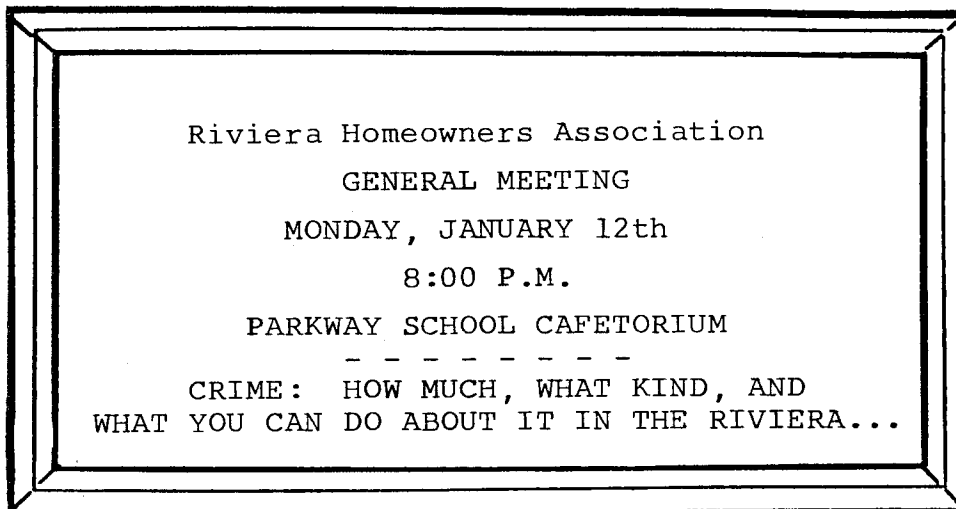 Riviera Homeowners Association
GENERAL MEETING
MONDAY, JANUARY 12th
8:00 P.M.
PARKWAY SCHOOL CAFETORIUM
- - - - - - - -
CRIME: HOW MUCH, WHAT KIND, AND
WHAT YOU CAN DO ABOUT IT IN THE RIVIERA...